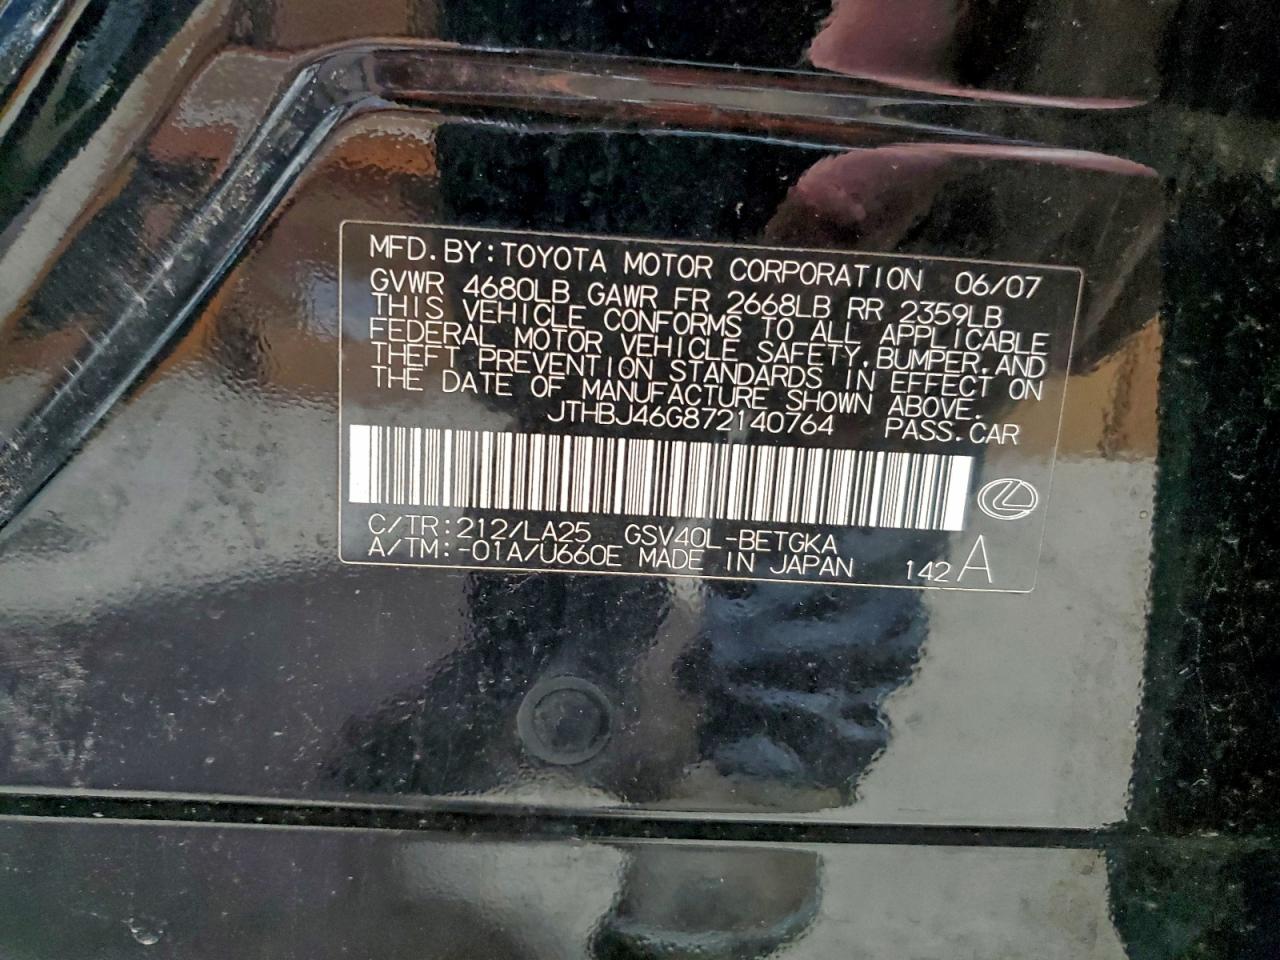 MFD. BY: TOYOTA MOTOR CORPORATION 06/07
GVWR 4680LB GAWR FR 2668LB RR 2359LB
THIS VEHICLE CONFORMS TO ALL APPLICABLE
FEDERAL MOTOR VEHICLE SAFETY, BUMPER, AND
THEFT PREVENTION STANDARDS IN EFFECT ON
THE DATE OF MANUFACTURE SHOWN ABOVE.
JTHBJ46G872140764 PASS. CAR
C/TR: 212/LA25 GSV40L-BETGKA
A/TM: -01A/U660E MADE IN JAPAN 142 A